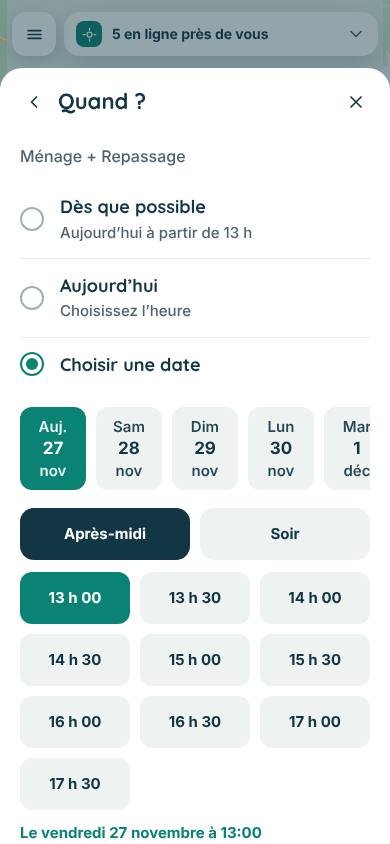 5 en ligne près de vous
Quand ?
Ménage + Repassage
Dès que possible
Aujourd’hui à partir de 13 h
Aujourd’hui
Choisissez l’heure
Choisir une date
Auj. Sam Dim Lun Mar
27 28 29 30 1
nov nov nov nov déc
Après-midi Soir
13 h 00 13 h 30 14 h 00
14 h 30 15 h 00 15 h 30
16 h 00 16 h 30 17 h 00
17 h 30
Le vendredi 27 novembre à 13:00